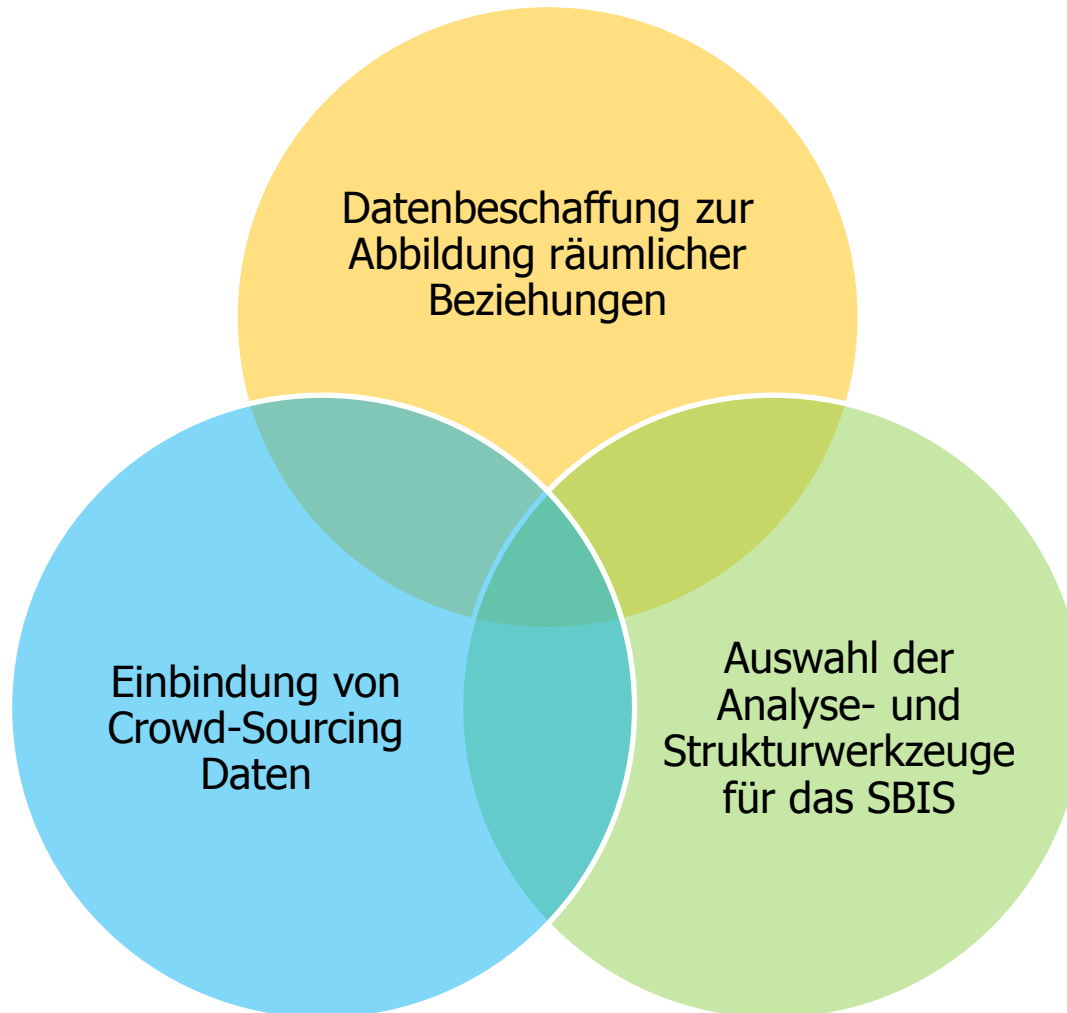 Datenbeschaffung zur
Abbildung räumlicher
Beziehungen
Einbindung von
Crowd-Sourcing
Daten
Auswahl der
Analyse- und
Strukturwerkzeuge
für das SBIS